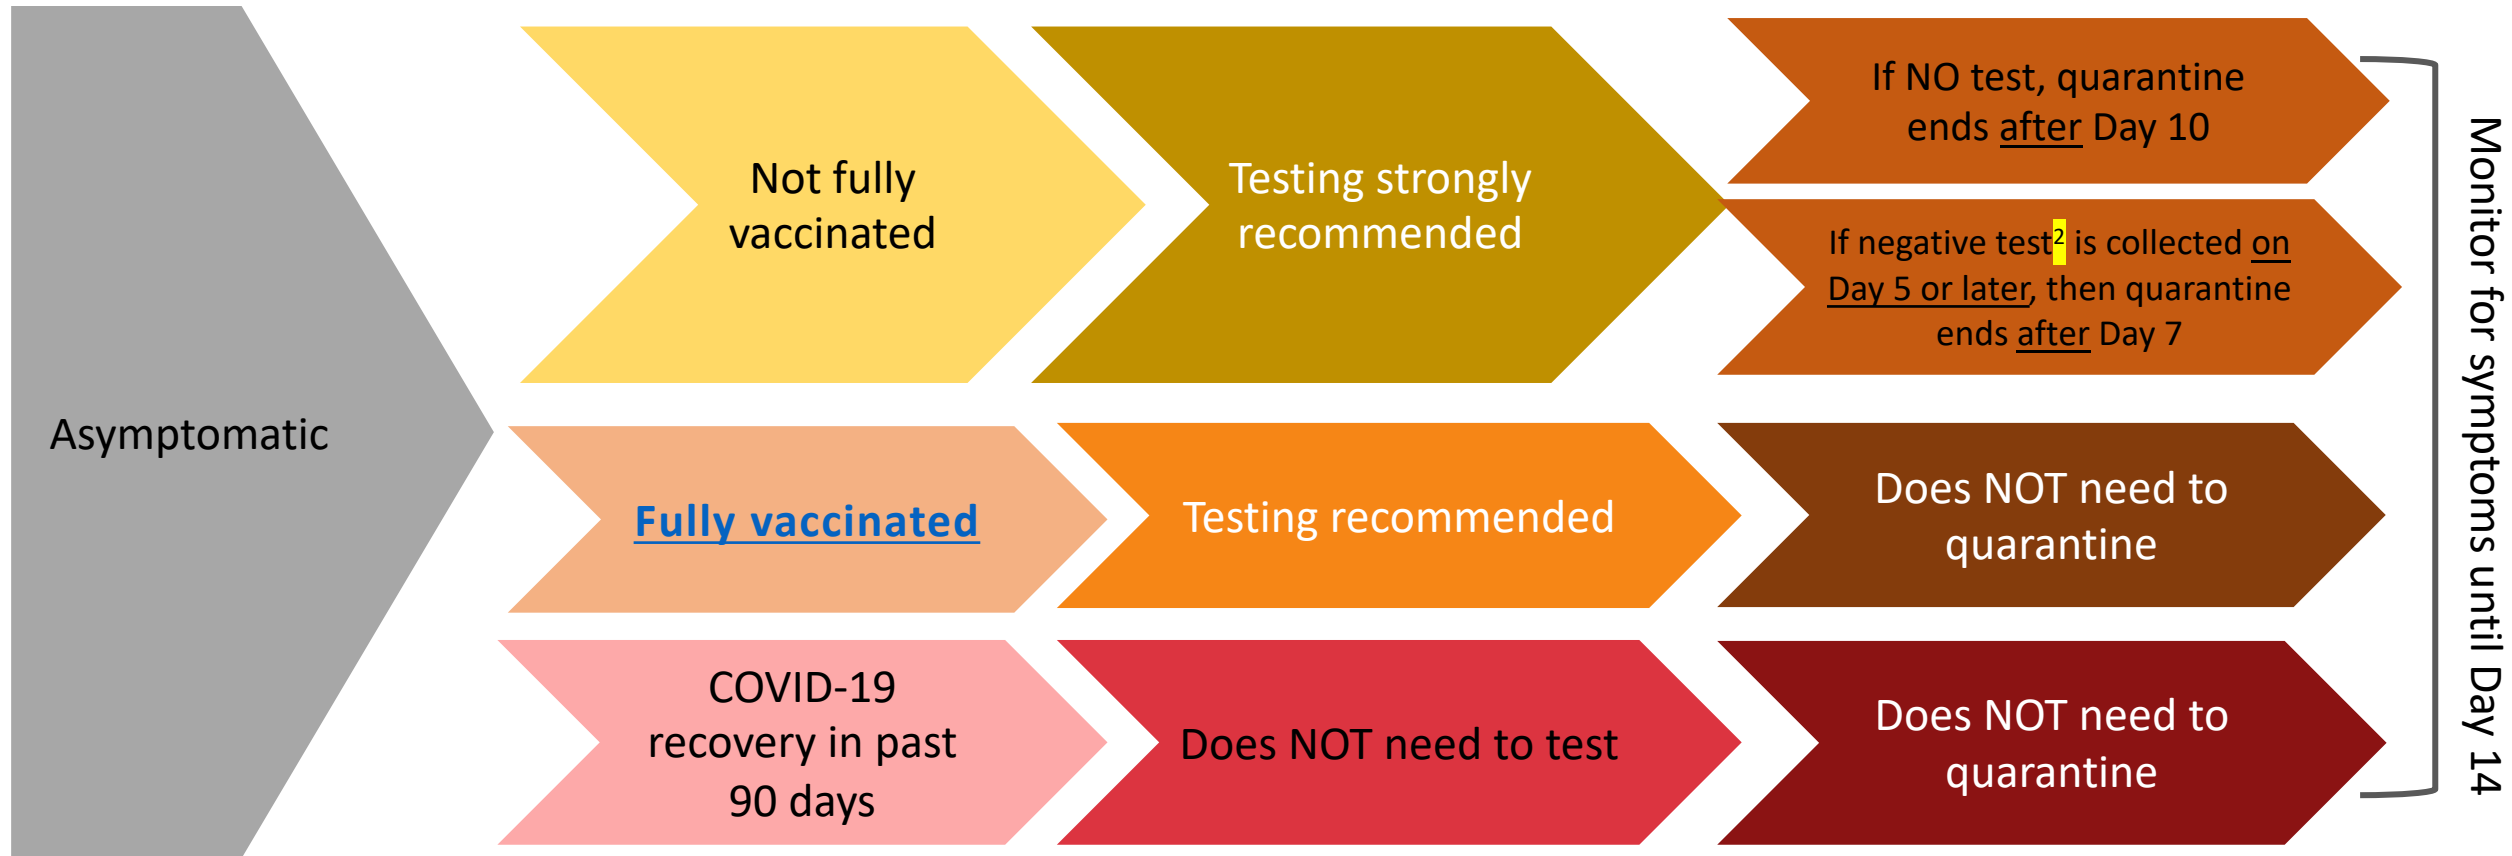 Asymptomatic
Not fully
vaccinated
Testing strongly
recommended
If NO test, quarantine
ends after Day 10
If negative test² is collected on
Day 5 or later, then quarantine
ends after Day 7
Fully vaccinated
Testing recommended
Does NOT need to
quarantine
COVID-19
recovery in past
90 days
Does NOT need to test
Does NOT need to
quarantine
Monitor for symptoms until Day 14